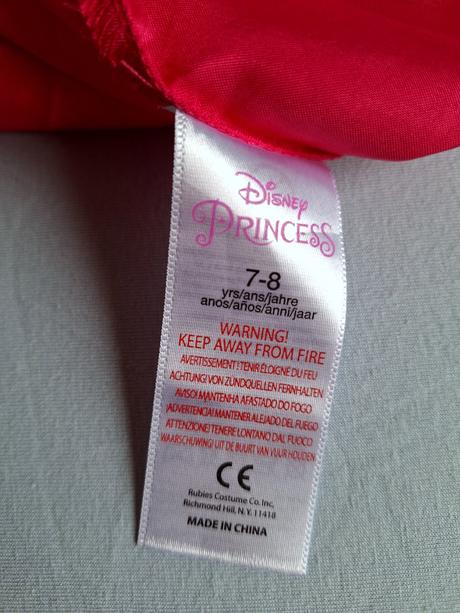 Disney
PRINCESS
7-8
yrs/ans/jahre
anos/años/anni/jaar
WARNING!
KEEP AWAY FROM FIRE
AVERTISSEMENT ! TENIR ÉLOIGNÉ DU FEU
ACHTUNG! VON ZÜNDQUELLEN FERNHALTEN
AVISO! MANTENHA AFASTADO DO FOGO
¡ADVERTENCIA! MANTENER ALEJADO DEL FUEGO
ATTENZIONE! TENERE LONTANO DAL FUOCO
WAARSCHUWING! UIT DE BUURT VAN VUUR HOUDEN
CE
Rubies Costume Co. Inc,
Richmond Hill, N.Y. 11418
MADE IN CHINA